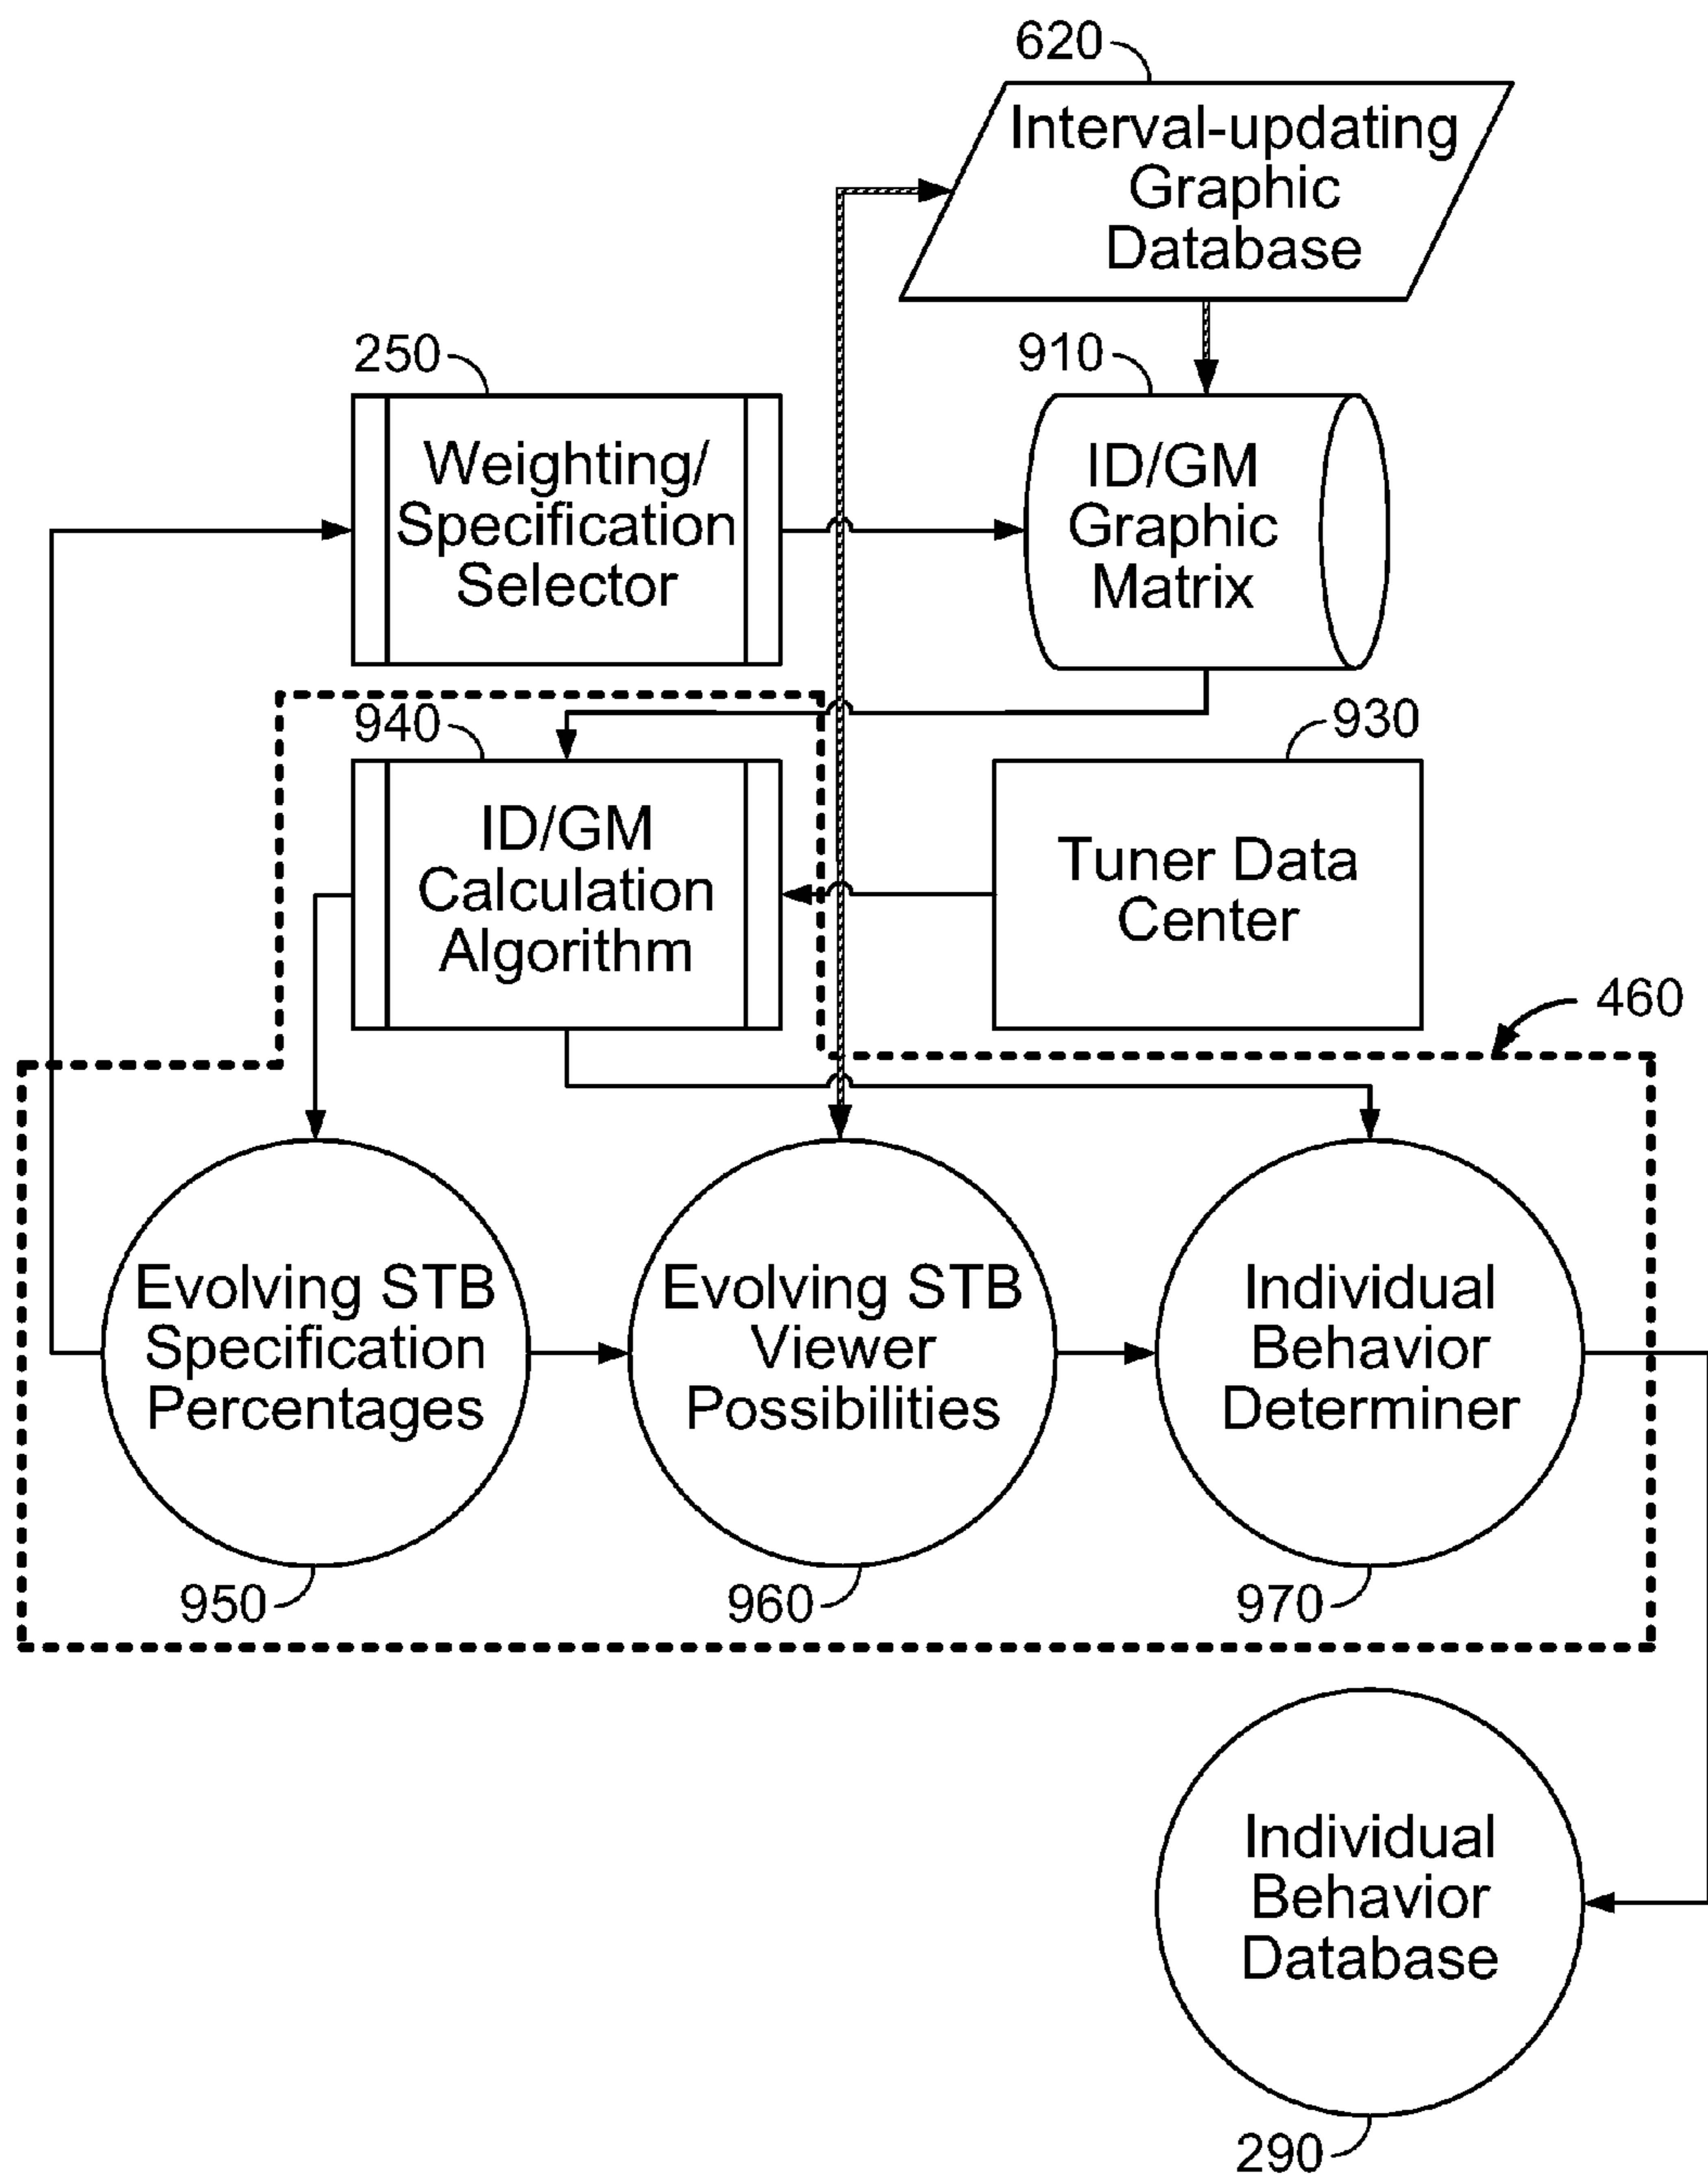 620
Interval-updating
Graphic
Database
250
Weighting/
Specification
Selector
910
ID/GM
Graphic
Matrix
940
ID/GM
Calculation
Algorithm
930
Tuner Data
Center
460
Evolving STB
Specification
Percentages
950
Evolving STB
Viewer
Possibilities
960
Individual
Behavior
Determiner
970
Individual
Behavior
Database
290